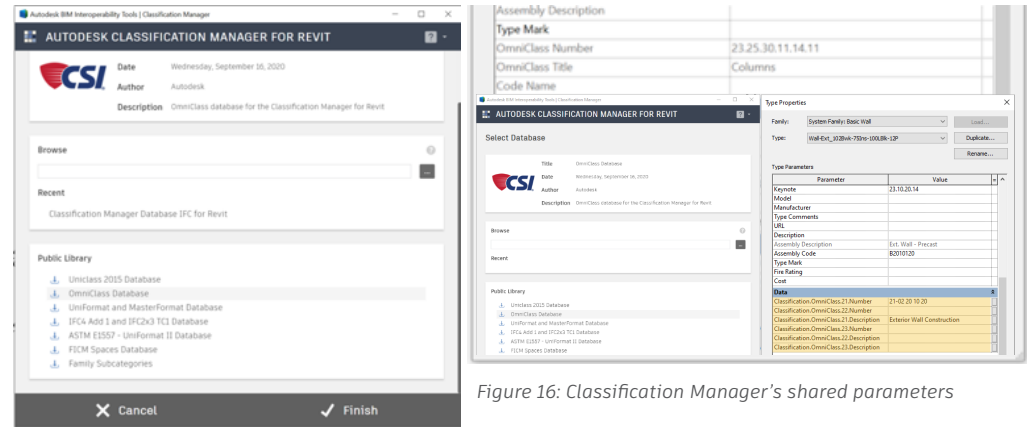 Autodesk BIM Interoperability Tools | Classification Manager
AUTODESK CLASSIFICATION MANAGER FOR REVIT
?
CSI
Date Wednesday, September 16, 2020
Author Autodesk
Description OmniClass database for the Classification Manager for Revit
Browse
...
Recent
Classification Manager Database IFC for Revit
Public Library
Uniclass 2015 Database
OmniClass Database
UniFormat and MasterFormat Database
IFC4 Add 1 and IFC2x3 TC1 Database
ASTM E1557 - UniFormat II Database
FICM Spaces Database
Family Subcategories
Cancel
Finish
Assembly Description
Type Mark
OmniClass Number 23.25.30.11.14.11
OmniClass Title Columns
Code Name
Autodesk BIM Interoperability Tools | Classification Manager
AUTODESK CLASSIFICATION MANAGER FOR REVIT
?
Select Database
CSI
Title OmniClass Database
Date Wednesday, September 16, 2020
Author Autodesk
Description OmniClass database for the Classification Manager for Revit
Browse
...
Recent
Public Library
Uniclass 2015 Database
OmniClass Database
UniFormat and MasterFormat Database
IFC4 Add 1 and IFC2x3 TC1 Database
ASTM E1557 - UniFormat II Database
FICM Spaces Database
Type Properties
Family: System Family: Basic Wall Load...
Type: Wall-Ext_102Bwk-75Ins-100LBlk-12P Duplicate...
Rename...
Type Parameters
Parameter Value =
Keynote 23.10.20.14
Model
Manufacturer
Type Comments
URL
Description
Assembly Description Ext. Wall - Precast
Assembly Code B2010120
Type Mark
Fire Rating
Cost
Data
Classification.OmniClass.21.Number 21-02 20 10 20
Classification.OmniClass.22.Number
Classification.OmniClass.21.Description Exterior Wall Construction
Classification.OmniClass.23.Number
Classification.OmniClass.22.Description
Classification.OmniClass.23.Description
Figure 16: Classification Manager’s shared parameters